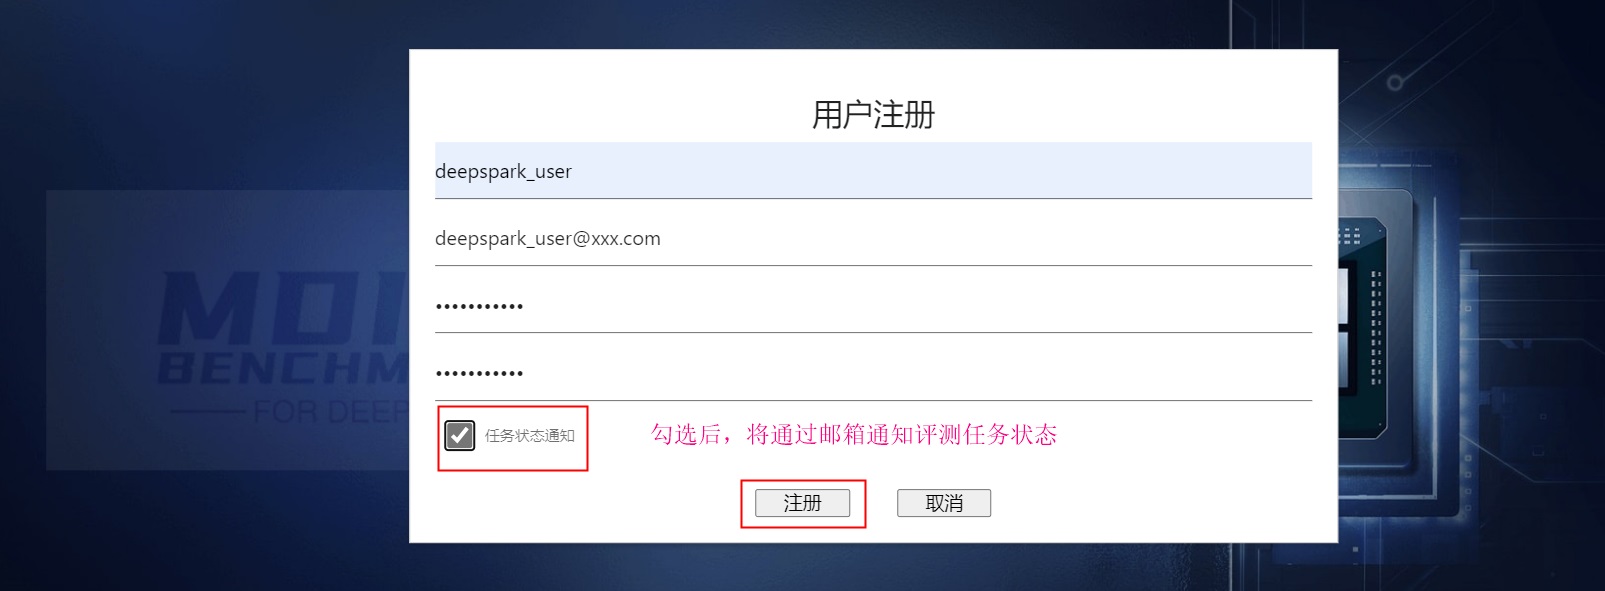 用户注册
deepspark_user
deepspark_user@xxx.com
•••••••••••
•••••••••••
任务状态通知
勾选后，将通过邮箱通知评测任务状态
注册
取消
BENCHM
FOR DEEP